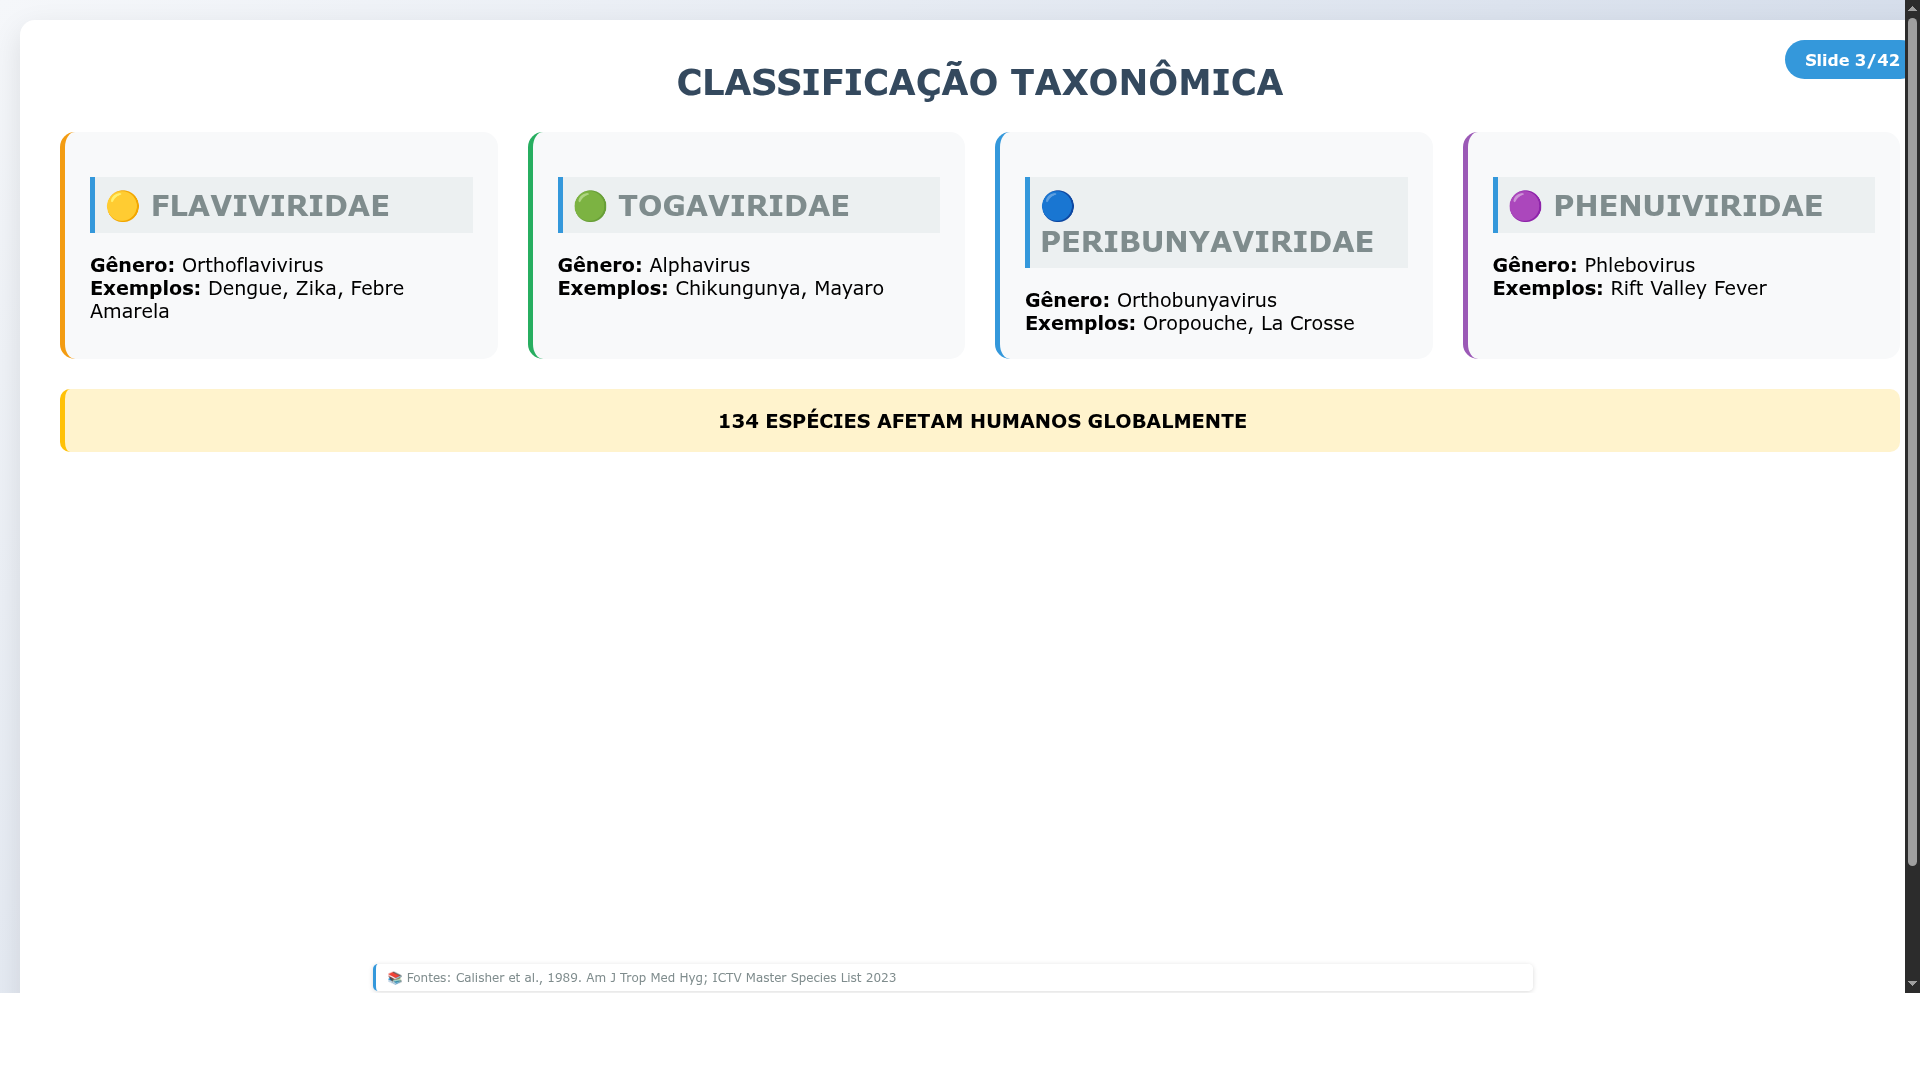 Slide 3/42
CLASSIFICAÇÃO TAXONÔMICA
🟡 FLAVIVIRIDAE
Gênero: Orthoflavivirus
Exemplos: Dengue, Zika, Febre
Amarela
🟢 TOGAVIRIDAE
Gênero: Alphavirus
Exemplos: Chikungunya, Mayaro
🔵
PERIBUNYAVIRIDAE
Gênero: Orthobunyavirus
Exemplos: Oropouche, La Crosse
🟣 PHENUIVIRIDAE
Gênero: Phlebovirus
Exemplos: Rift Valley Fever
134 ESPÉCIES AFETAM HUMANOS GLOBALMENTE
📚 Fontes: Calisher et al., 1989. Am J Trop Med Hyg; ICTV Master Species List 2023